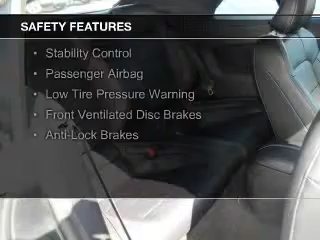 SAFETY FEATURES
• Stability Control
• Passenger Airbag
• Low Tire Pressure Warning
• Front Ventilated Disc Brakes
• Anti-Lock Brakes